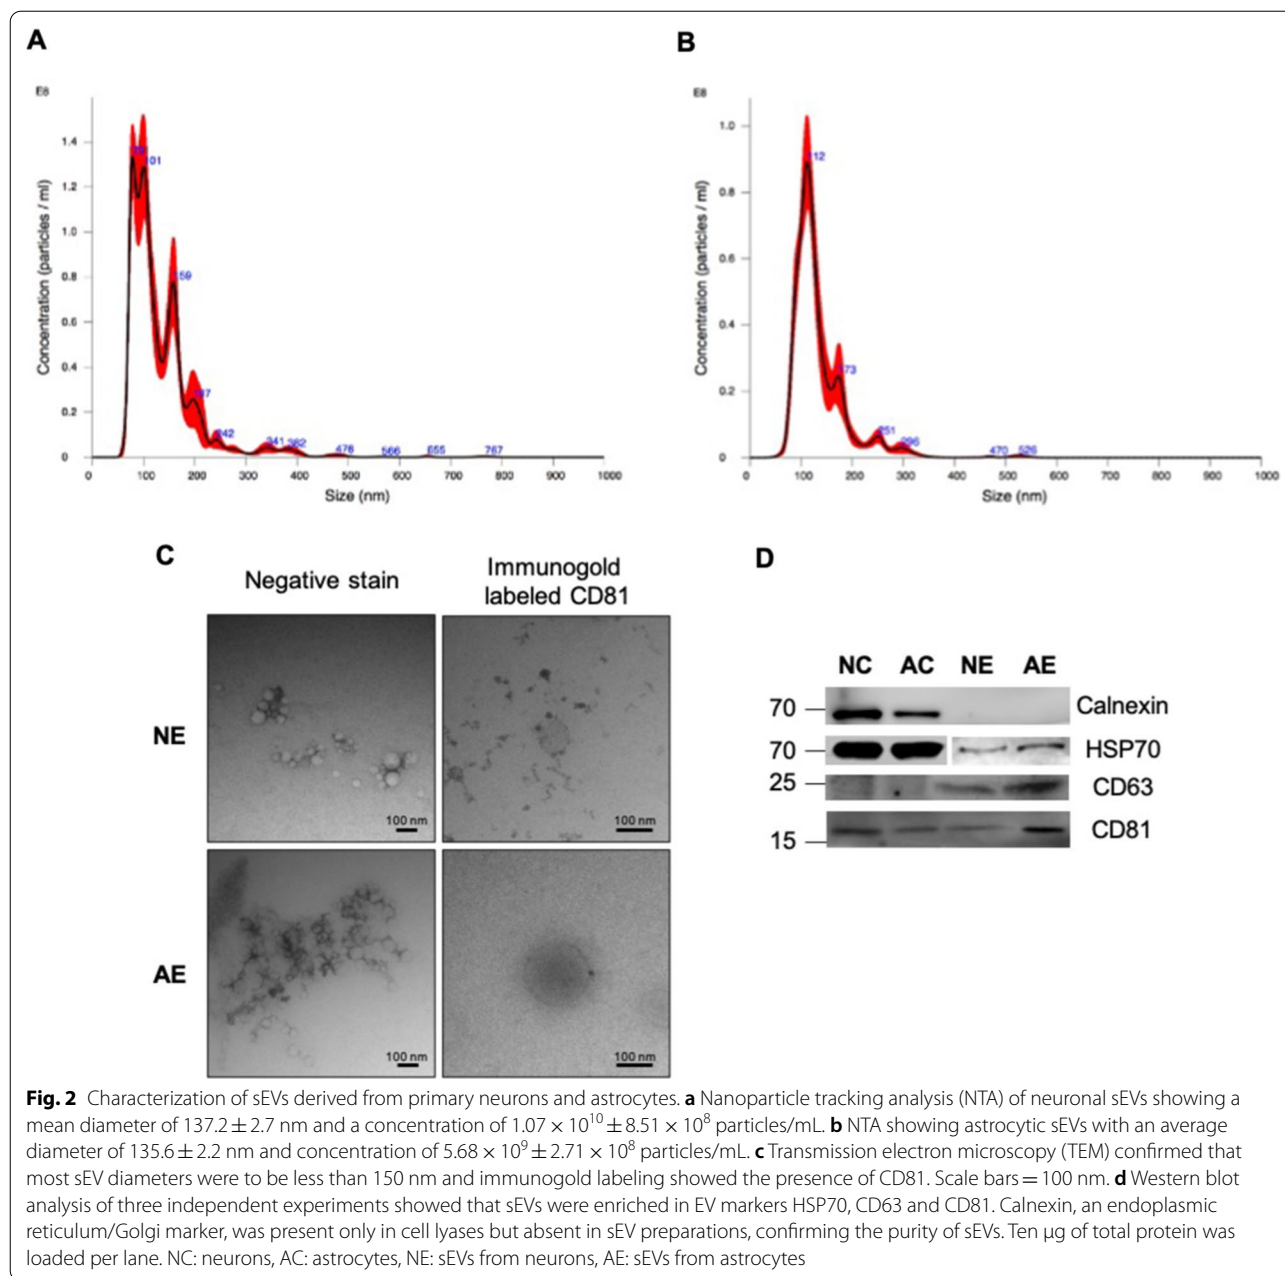 A
B
E8
1.4
1.2
1.0
0.8
0.6
0.4
0.2
0
Concentration (particles / ml)
101
159
242
341
382
476
566
655
767
0 100 200 300 400 500 600 700 800 900 1000
Size (nm)
E8
1.0
0.8
0.6
0.4
0.2
0
Concentration (particles / ml)
112
173
251
296
470
526
0 100 200 300 400 500 600 700 800 900 1000
Size (nm)
C
Negative stain
Immunogold
labeled CD81
NE
100 nm
100 nm
AE
100 nm
100 nm
D
NC AC NE AE
70 Calnexin
70 HSP70
25 CD63
CD81
15
Fig. 2 Characterization of sEVs derived from primary neurons and astrocytes. a Nanoparticle tracking analysis (NTA) of neuronal sEVs showing a
mean diameter of 137.2 ± 2.7 nm and a concentration of 1.07 × 10¹⁰ ± 8.51 × 10⁸ particles/mL. b NTA showing astrocytic sEVs with an average
diameter of 135.6 ± 2.2 nm and concentration of 5.68 × 10⁹ ± 2.71 × 10⁸ particles/mL. c Transmission electron microscopy (TEM) confirmed that
most sEV diameters were to be less than 150 nm and immunogold labeling showed the presence of CD81. Scale bars = 100 nm. d Western blot
analysis of three independent experiments showed that sEVs were enriched in EV markers HSP70, CD63 and CD81. Calnexin, an endoplasmic
reticulum/Golgi marker, was present only in cell lyases but absent in sEV preparations, confirming the purity of sEVs. Ten μg of total protein was
loaded per lane. NC: neurons, AC: astrocytes, NE: sEVs from neurons, AE: sEVs from astrocytes